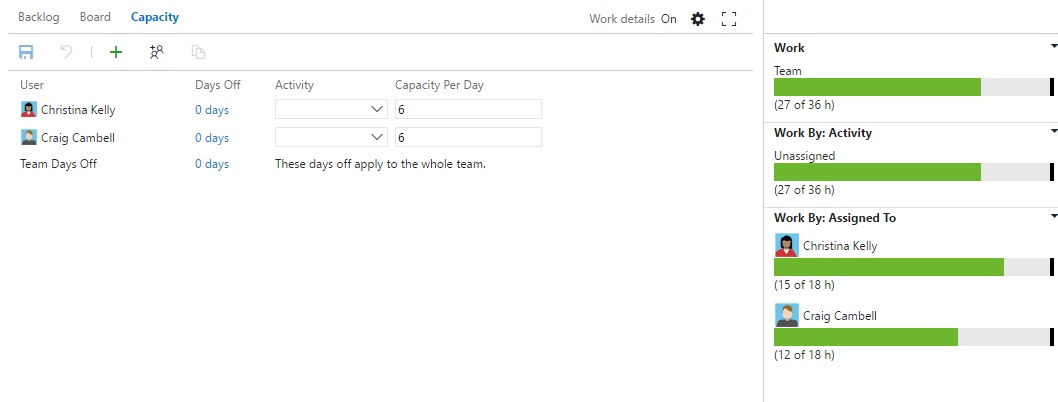 Backlog Board Capacity
Work details On
User Days Off Activity Capacity Per Day
Christina Kelly 0 days 6
Craig Cambell 0 days 6
Team Days Off 0 days These days off apply to the whole team.
Work
Team
(27 of 36 h)
Work By: Activity
Unassigned
(27 of 36 h)
Work By: Assigned To
Christina Kelly
(15 of 18 h)
Craig Cambell
(12 of 18 h)